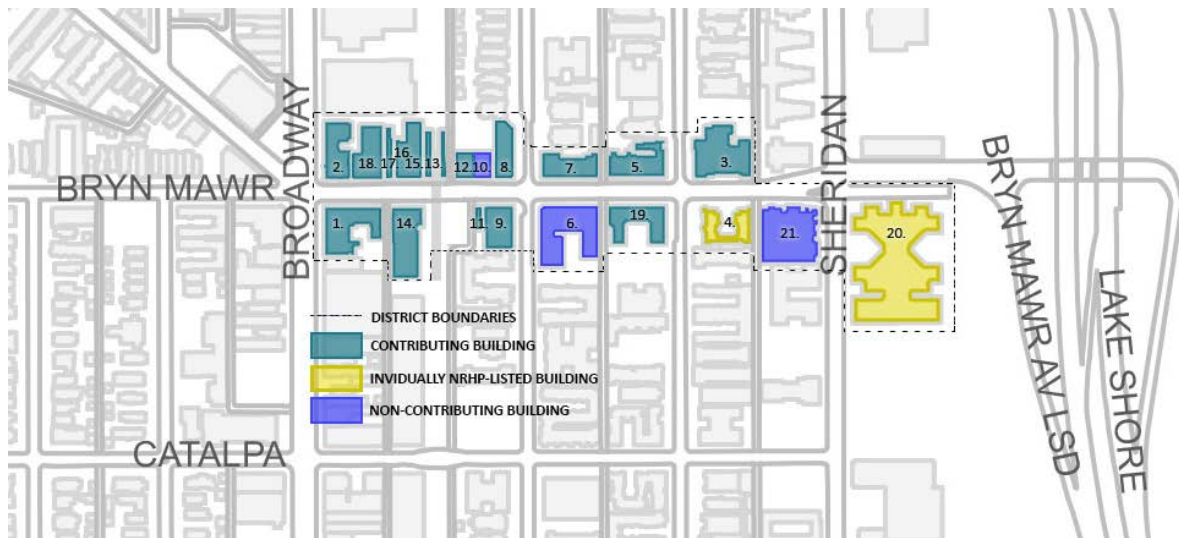 2.
18.
17.
16.
15.
13.
12.
10.
8.
7.
5.
3.
BRYN MAWR
BROADWAY
SHERIDAN
BRYN MAWR AV LSD
LAKE SHORE
1.
14.
11.
9.
6.
19.
4.
21.
20.
DISTRICT BOUNDARIES
CONTRIBUTING BUILDING
INVIDUALLY NRHP-LISTED BUILDING
NON-CONTRIBUTING BUILDING
CATALPA